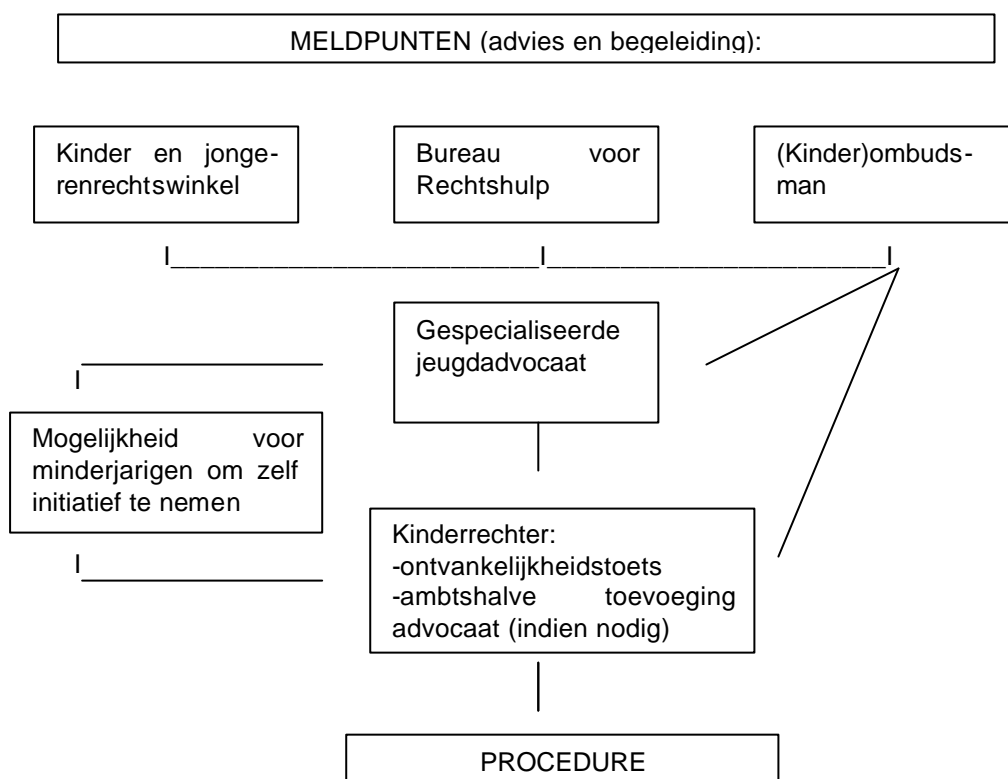 MELDPUNTEN (advies en begeleiding):
Kinder en jonge-
renrechtswinkel
Bureau voor
Rechtshulp
(Kinder)ombuds-
man
Gespecialiseerde
jeugdadvocaat
Mogelijkheid voor
minderjarigen om zelf
initiatief te nemen
Kinderrechter:
-ontvankelijkheidstoets
-ambtshalve toevoeging
advocaat (indien nodig)
PROCEDURE